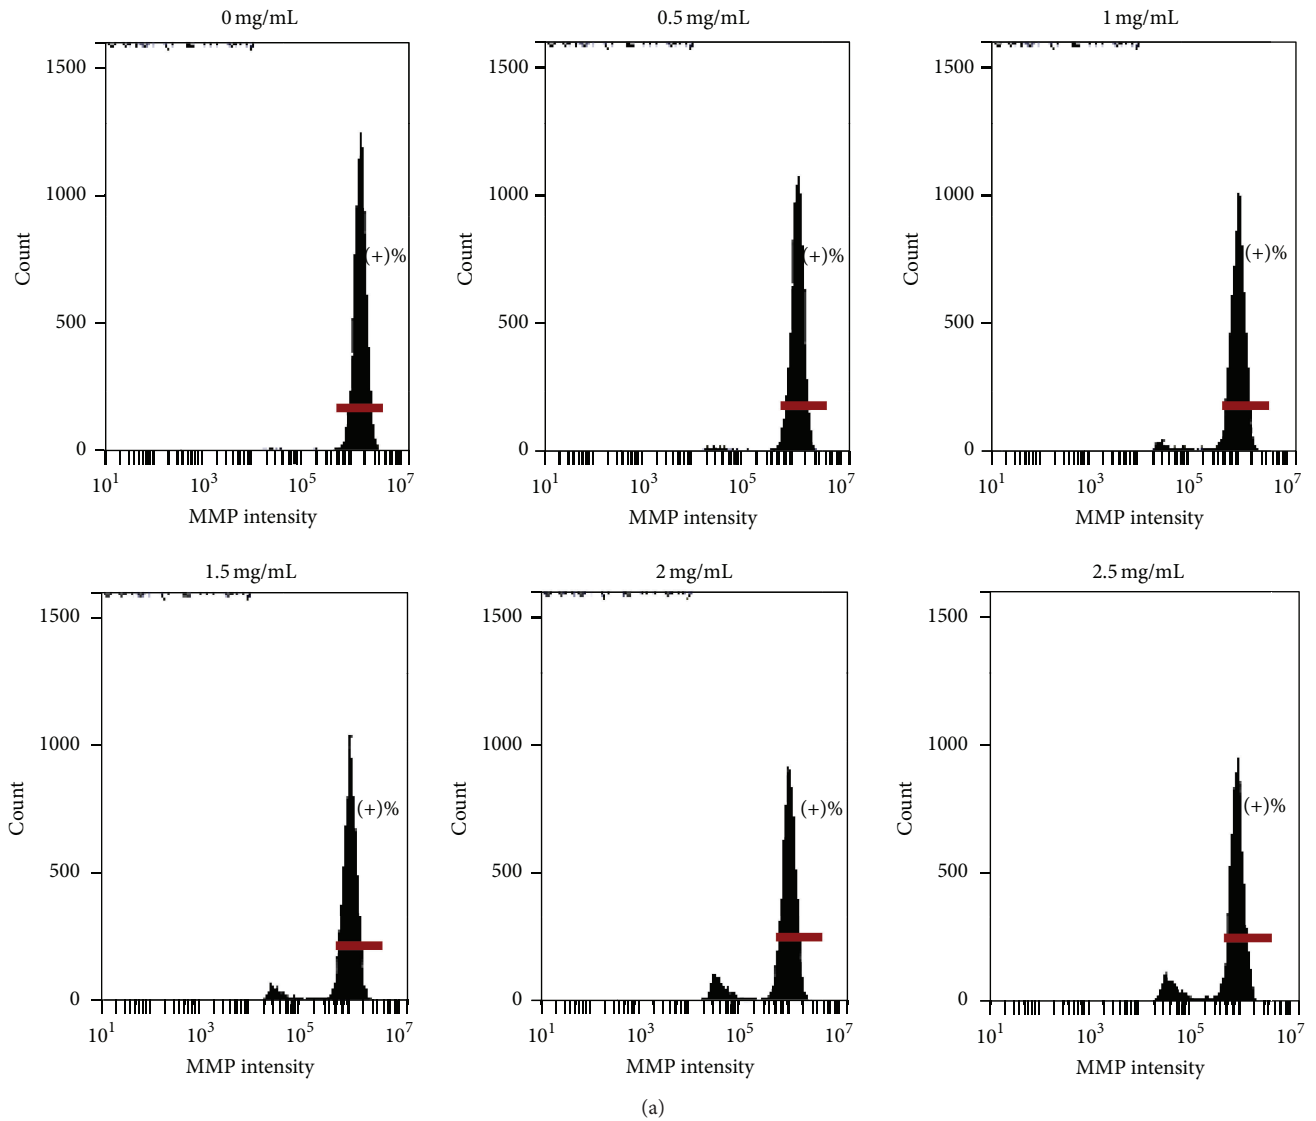 0 mg/mL
1500
1000
500
0
Count
(+)%
10^1 10^3 10^5 10^7
MMP intensity
0.5 mg/mL
1500
1000
500
0
Count
(+)%
10^1 10^3 10^5 10^7
MMP intensity
1 mg/mL
1500
1000
500
0
Count
(+)%
10^1 10^3 10^5 10^7
MMP intensity
1.5 mg/mL
1500
1000
500
0
Count
(+)%
10^1 10^3 10^5 10^7
MMP intensity
2 mg/mL
1500
1000
500
0
Count
(+)%
10^1 10^3 10^5 10^7
MMP intensity
2.5 mg/mL
1500
1000
500
0
Count
(+)%
10^1 10^3 10^5 10^7
MMP intensity
(a)